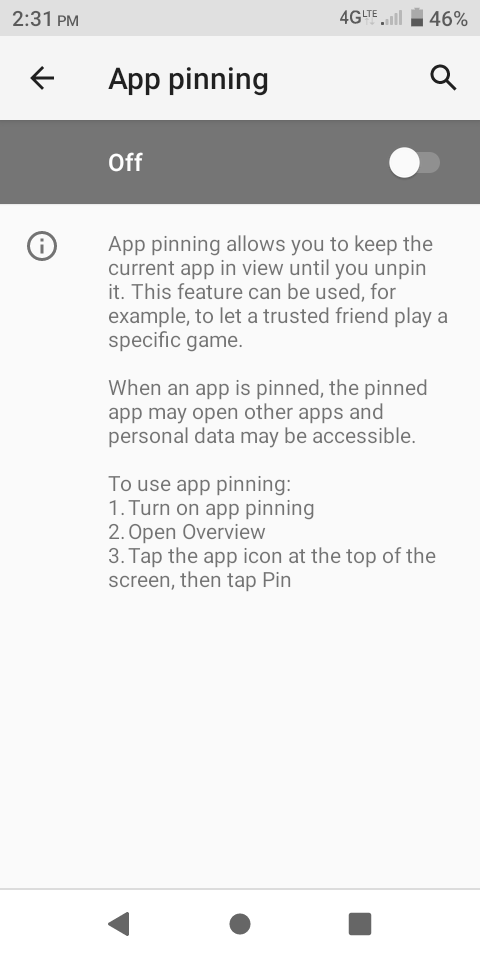 2:31 PM 4G LTE 46%
App pinning
Off
App pinning allows you to keep the
current app in view until you unpin
it. This feature can be used, for
example, to let a trusted friend play a
specific game.
When an app is pinned, the pinned
app may open other apps and
personal data may be accessible.
To use app pinning:
1. Turn on app pinning
2. Open Overview
3. Tap the app icon at the top of the
screen, then tap Pin